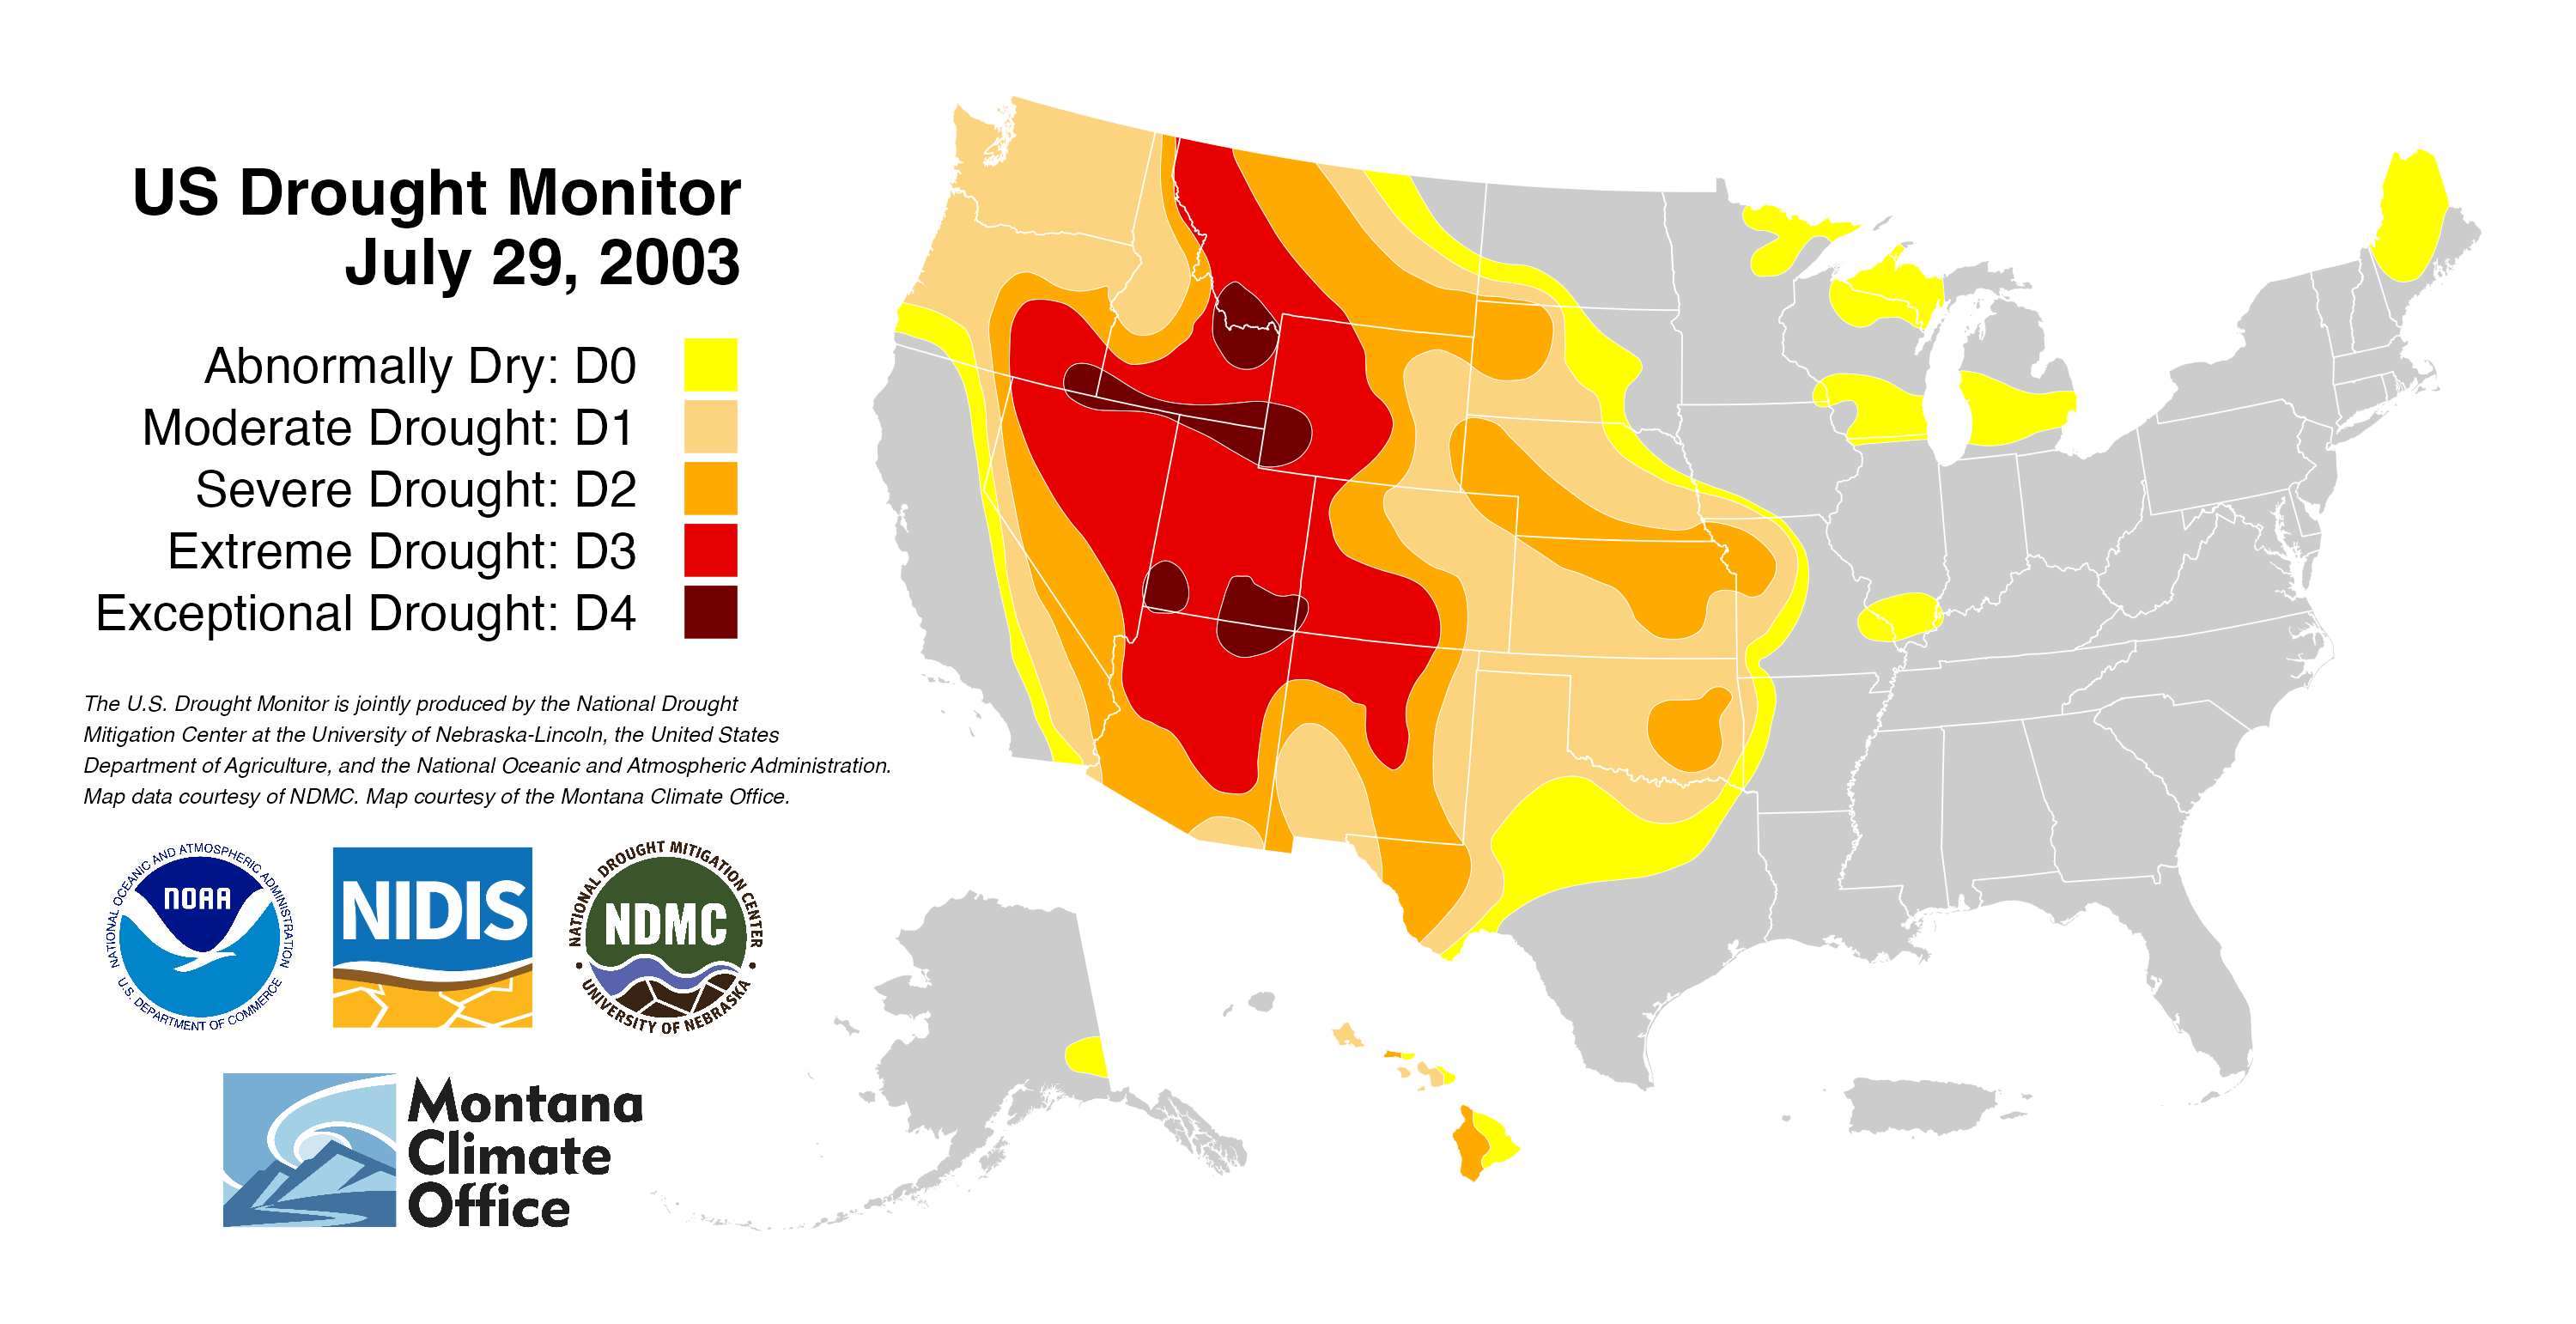 US Drought Monitor
July 29, 2003
Abnormally Dry: D0
Moderate Drought: D1
Severe Drought: D2
Extreme Drought: D3
Exceptional Drought: D4
The U.S. Drought Monitor is jointly produced by the National Drought
Mitigation Center at the University of Nebraska-Lincoln, the United States
Department of Agriculture, and the National Oceanic and Atmospheric Administration.
Map data courtesy of NDMC. Map courtesy of the Montana Climate Office.
NATIONAL OCEANIC AND ATMOSPHERIC ADMINISTRATION
NOAA
U.S. DEPARTMENT OF COMMERCE
NIDIS
NATIONAL DROUGHT MITIGATION CENTER
NDMC
UNIVERSITY OF NEBRASKA
Montana
Climate
Office